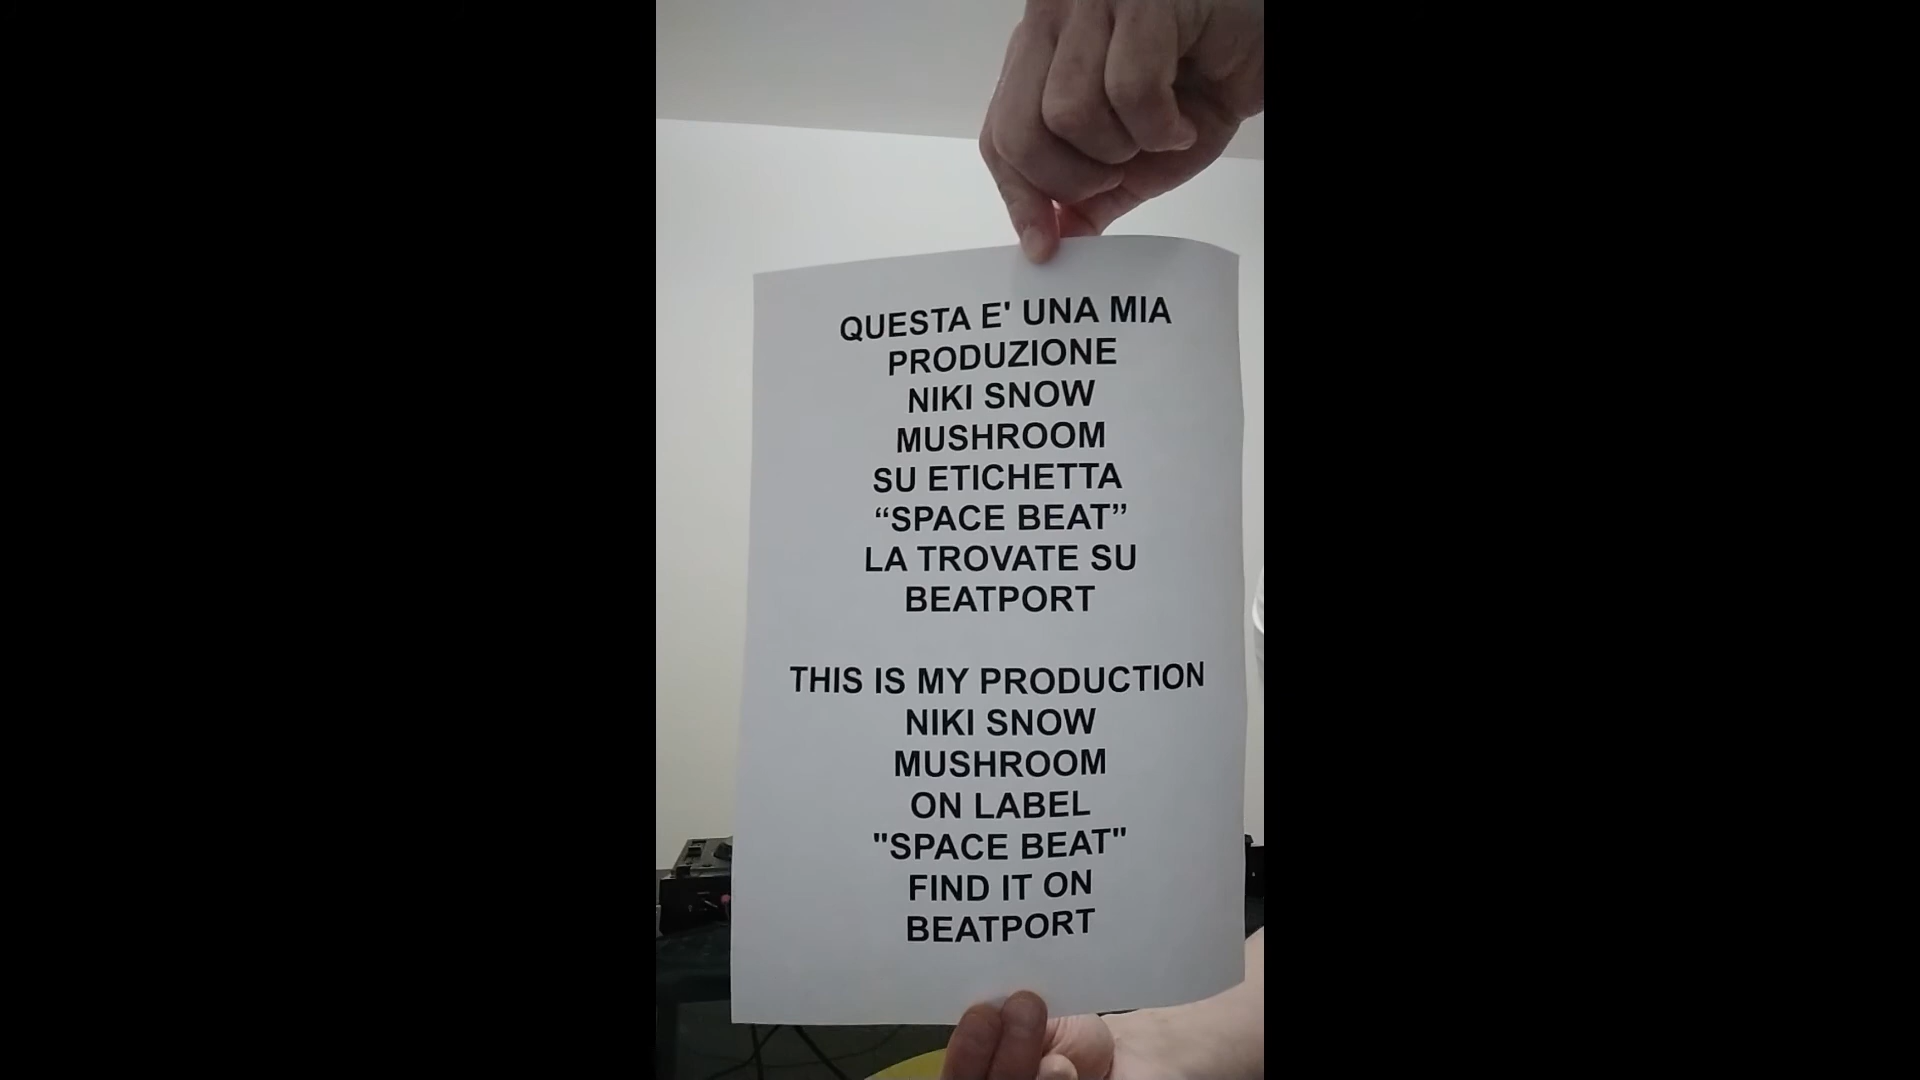 QUESTA E' UNA MIA
PRODUZIONE
NIKI SNOW
MUSHROOM
SU ETICHETTA
“SPACE BEAT”
LA TROVATE SU
BEATPORT
THIS IS MY PRODUCTION
NIKI SNOW
MUSHROOM
ON LABEL
"SPACE BEAT"
FIND IT ON
BEATPORT